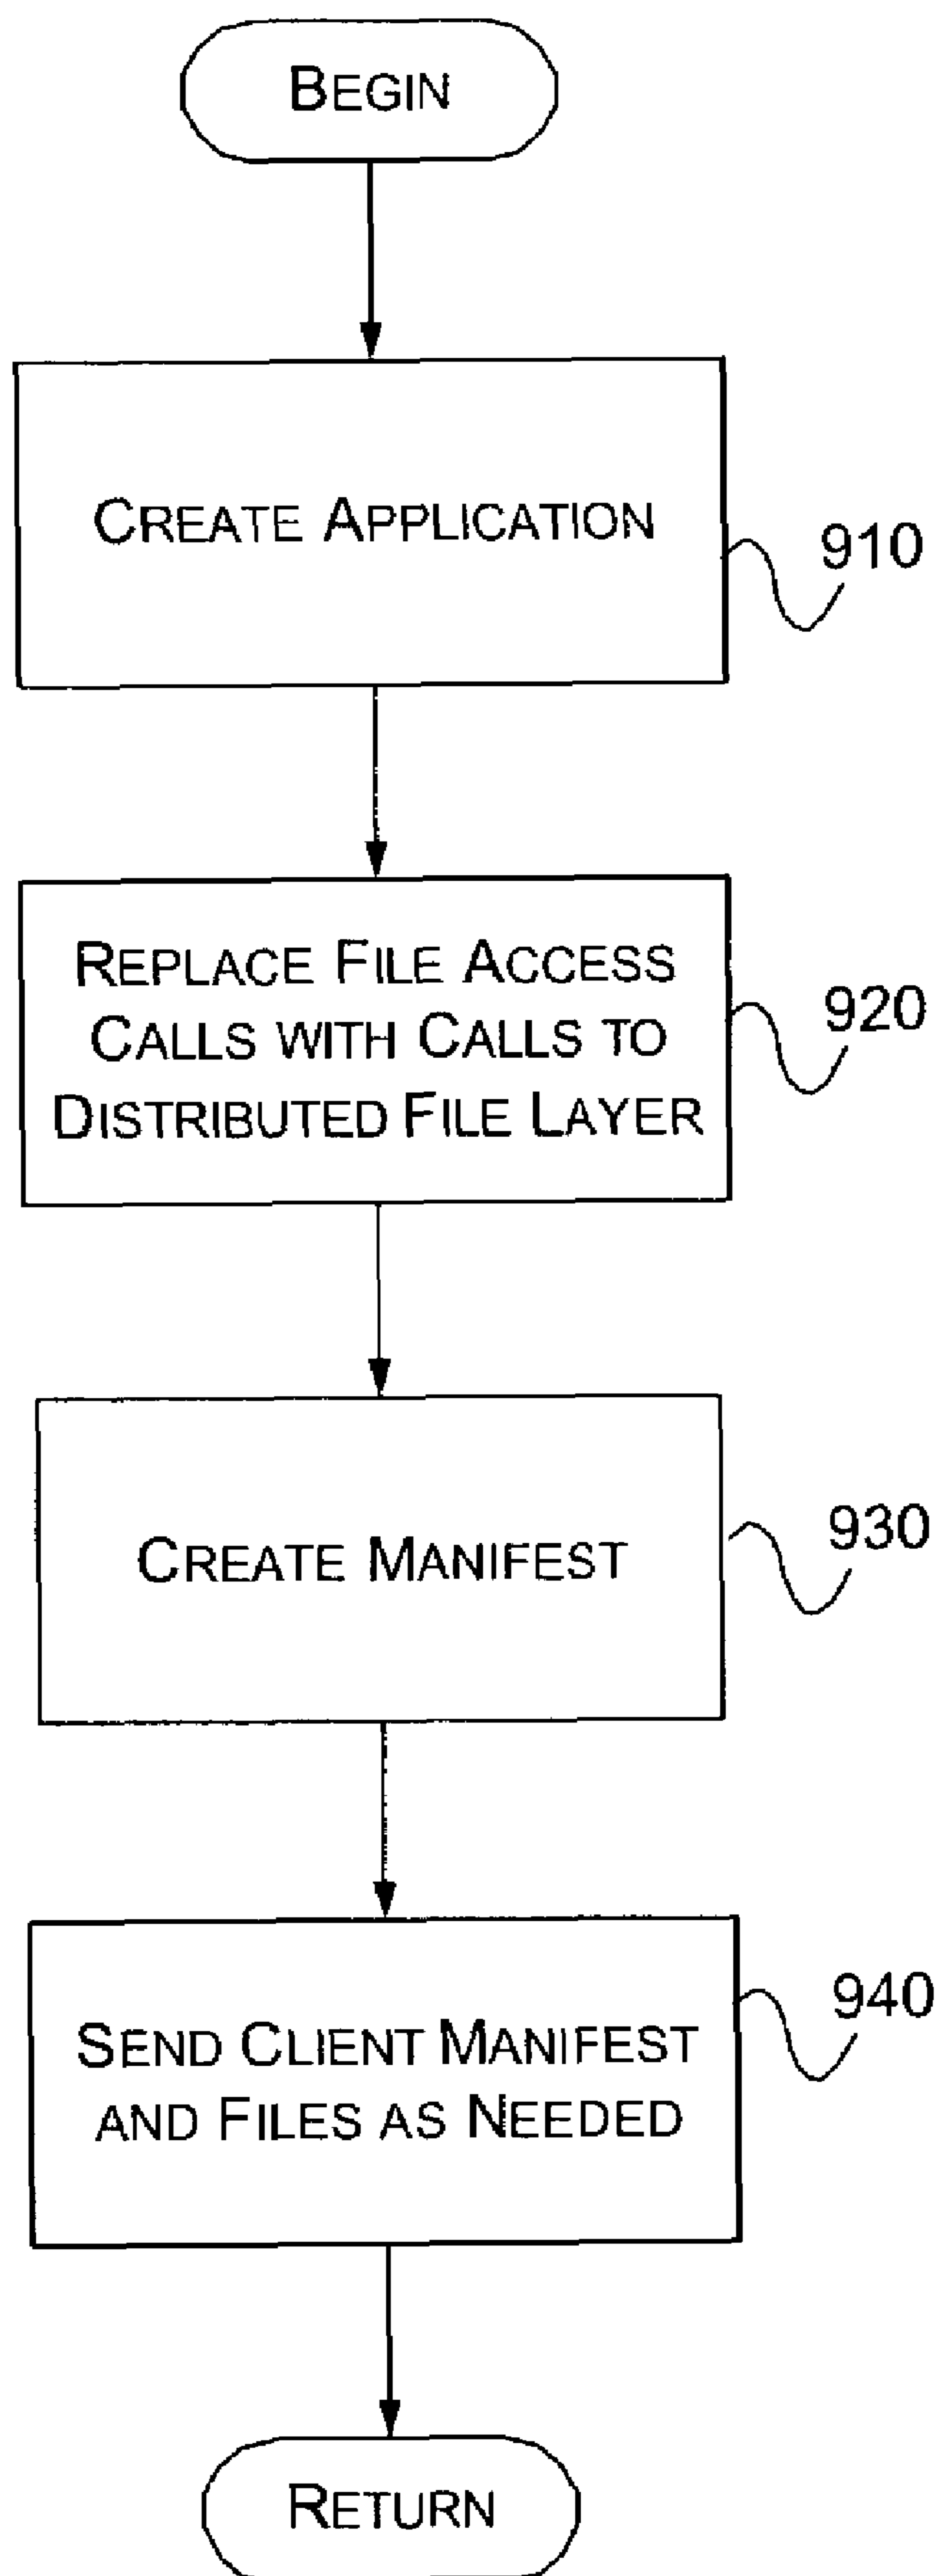 BEGIN
CREATE APPLICATION
910
REPLACE FILE ACCESS
CALLS WITH CALLS TO
DISTRIBUTED FILE LAYER
920
CREATE MANIFEST
930
SEND CLIENT MANIFEST
AND FILES AS NEEDED
940
RETURN